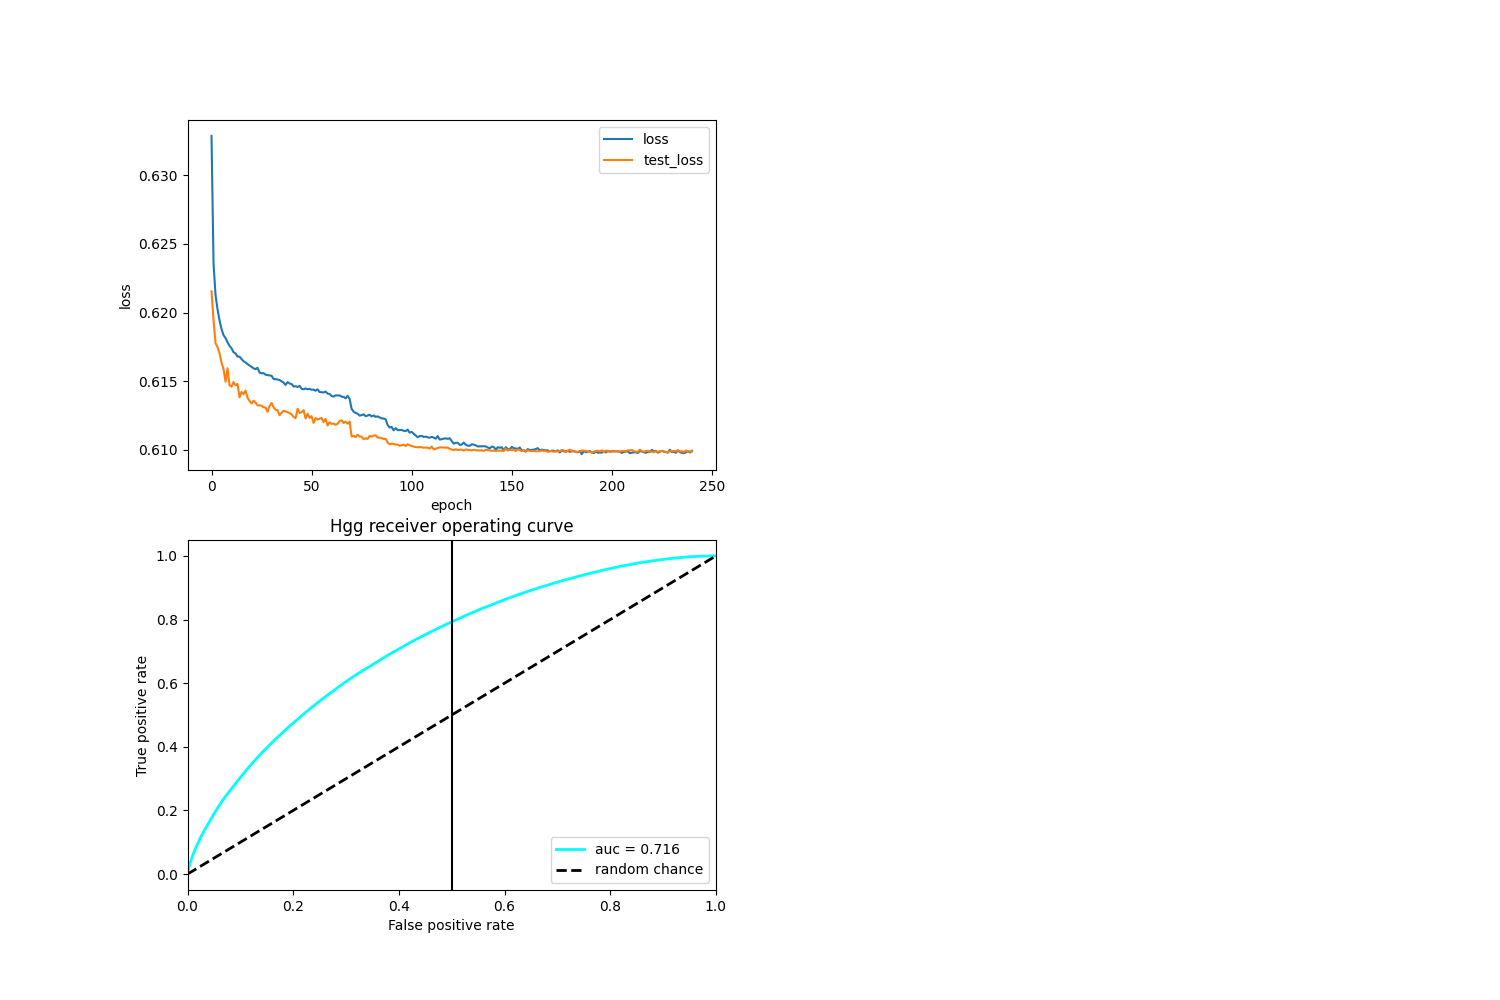 loss
test_loss
0.630
0.625
0.620
0.615
0.610
loss
0
50
100
150
200
250
epoch
Hgg receiver operating curve
1.0
0.8
0.6
0.4
0.2
0.0
True positive rate
auc = 0.716
random chance
0.0
0.2
0.4
0.6
0.8
1.0
False positive rate